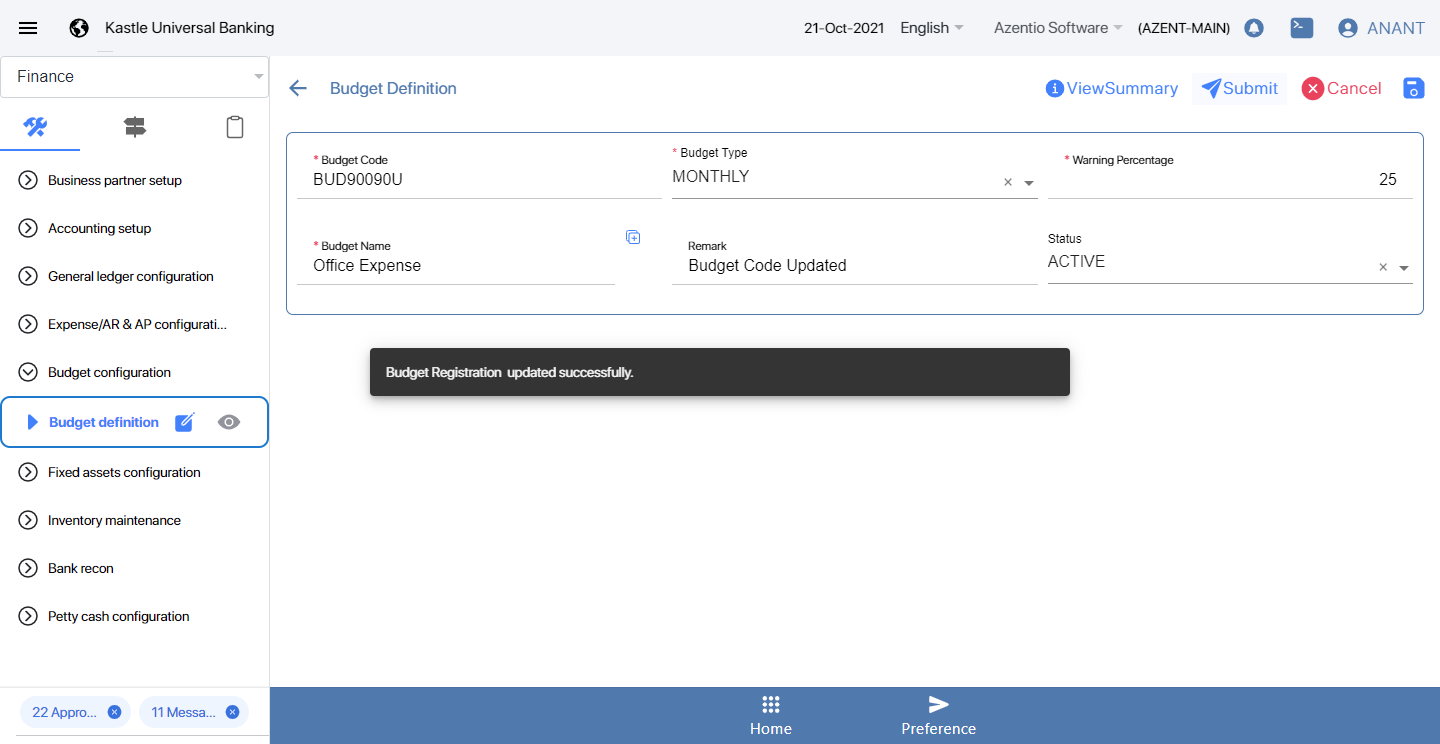 Kastle Universal Banking
21-Oct-2021 English Azentio Software (AZENT-MAIN) ANANT
Finance
Budget Definition
ViewSummary Submit Cancel
Business partner setup
Accounting setup
General ledger configuration
Expense/AR & AP configurati...
Budget configuration
Budget definition
Fixed assets configuration
Inventory maintenance
Bank recon
Petty cash configuration
* Budget Code
BUD90090U
* Budget Type
MONTHLY
* Warning Percentage
25
* Budget Name
Office Expense
Remark
Budget Code Updated
Status
ACTIVE
Budget Registration updated successfully.
22 Appro...
11 Messa...
Home
Preference